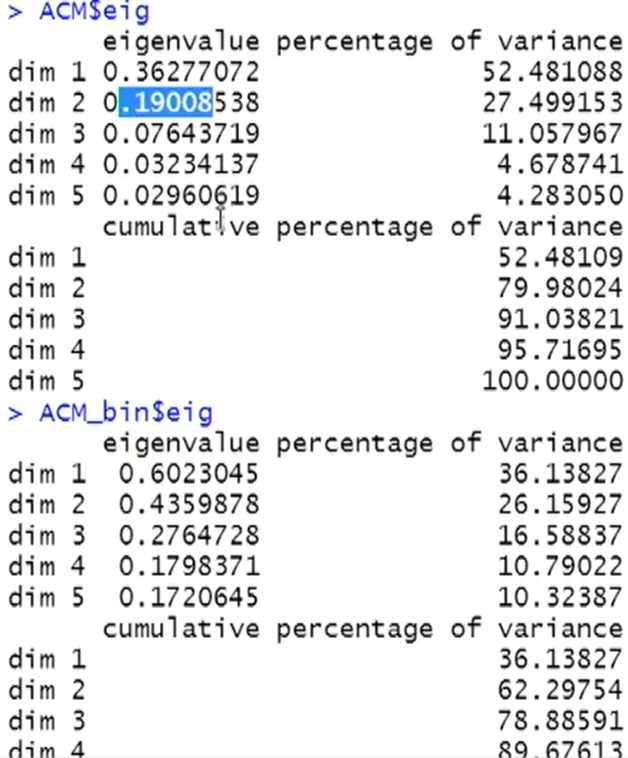 > ACM$eig
eigenvalue percentage of variance
dim 1 0.36277072 52.481088
dim 2 0.19008538 27.499153
dim 3 0.07643719 11.057967
dim 4 0.03234137 4.678741
dim 5 0.02960619 4.283050
cumulative percentage of variance
dim 1 52.48109
dim 2 79.98024
dim 3 91.03821
dim 4 95.71695
dim 5 100.00000
> ACM_bin$eig
eigenvalue percentage of variance
dim 1 0.6023045 36.13827
dim 2 0.4359878 26.15927
dim 3 0.2764728 16.58837
dim 4 0.1798371 10.79022
dim 5 0.1720645 10.32387
cumulative percentage of variance
dim 1 36.13827
dim 2 62.29754
dim 3 78.88591
dim 4 89.67613